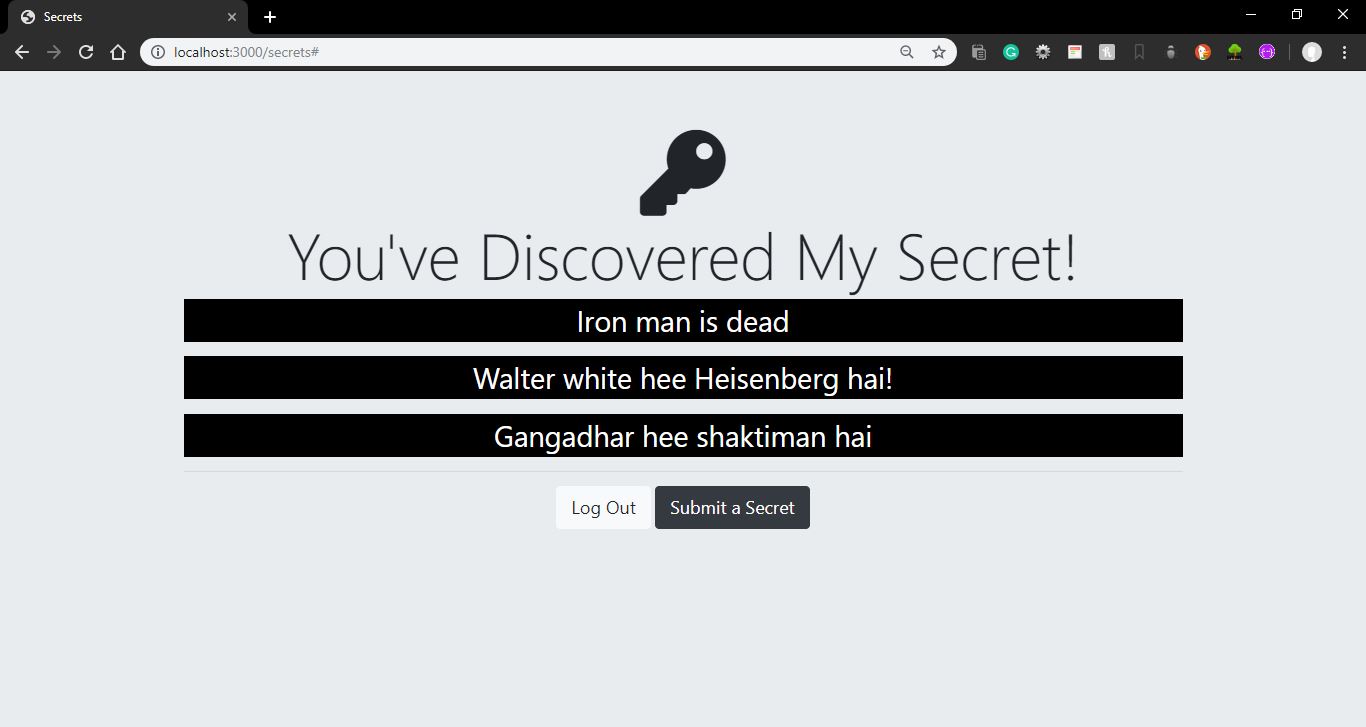 Secrets
localhost:3000/secrets#
You've Discovered My Secret!
Iron man is dead
Walter white hee Heisenberg hai!
Gangadhar hee shaktiman hai
Log Out Submit a Secret